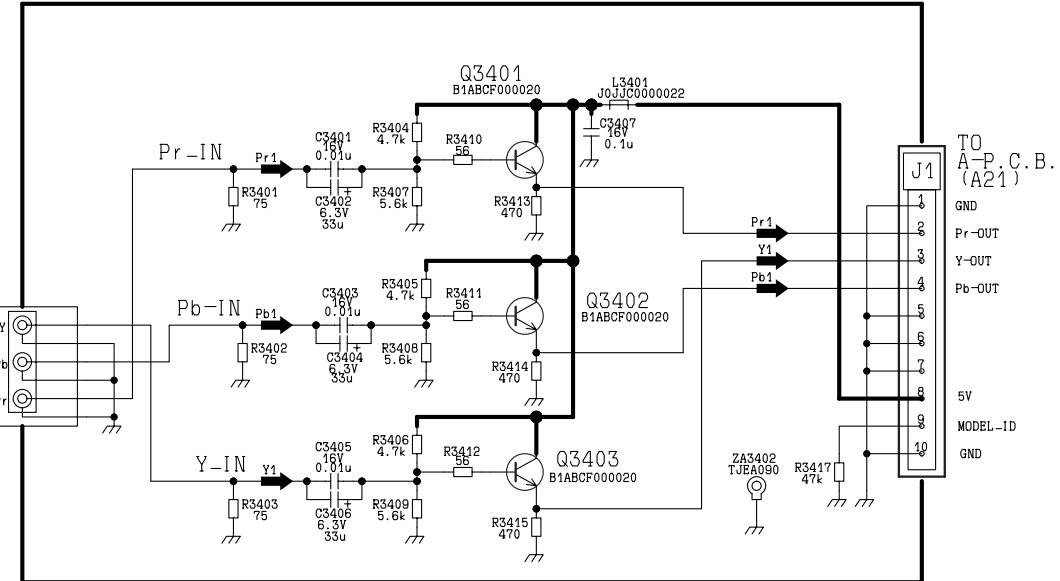 Q3401
B1ABCF000020
L3401
J0JJC0000022
C3407
16V
0.1u
Pr_IN
Pr1
C3401
16V
0.01u
C3402
6.3V
33u
R3404
4.7k
R3410
56
R3401
75
R3407
5.6k
R3413
470
TO
A-P.C.B.
(A21)
J1
1
GND
2
Pr-OUT
3
Y-OUT
4
Pb-OUT
5
6
7
8
5V
9
MODEL_ID
10
GND
Pr1
Y1
Pb1
Pb-IN
Pb1
C3403
16V
0.01u
C3404
6.3V
33u
R3405
4.7k
R3411
56
Q3402
B1ABCF000020
R3402
75
R3408
5.6k
R3414
470
Y
Pb
Pr
Y_IN
Y1
C3405
16V
0.01u
C3406
6.3V
33u
R3406
4.7k
R3412
56
Q3403
B1ABCF000020
R3403
75
R3409
5.6k
R3415
470
ZA3402
TJEA090
R3417
47k